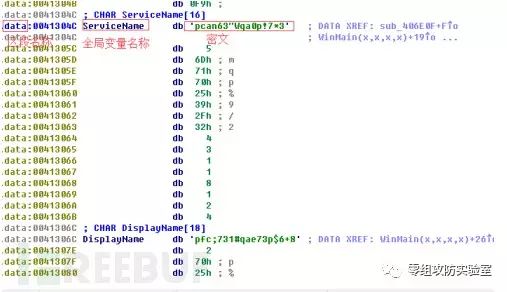 .data:0041304B db 0F9h ;
.data:0041304C ; CHAR ServiceName[16]
.data:0041304C ServiceName db 'pcan63"Wqa0p!7*3' ; DATA XREF: sub_406E0F+F↑o
.data:0041304C ; WinMain(x,x,x,x)+19↑o ...
区段名称 全局变量名称 密文
.data:0041305C db 5
.data:0041305D db 6Dh ; m
.data:0041305E db 71h ; q
.data:0041305F db 70h ; p
.data:00413060 db 25h ; %
.data:00413061 db 39h ; 9
.data:00413062 db 2Fh ; /
.data:00413063 db 32h ; 2
.data:00413064 db 4
.data:00413065 db 3
.data:00413066 db 1
.data:00413067 db 1
.data:00413068 db 8
.data:00413069 db 1
.data:0041306A db 2
.data:0041306B db 4
.data:0041306C ; CHAR DisplayName[18]
.data:0041306C DisplayName db 'pfc;731#qae73p$6+8' ; DATA XREF: WinMain(x,x,x,x)+26↑o
.data:0041307E db 2
.data:0041307F db 70h ; p
.data:00413080 db 25h ; %
REEBUF
零组攻防实验室